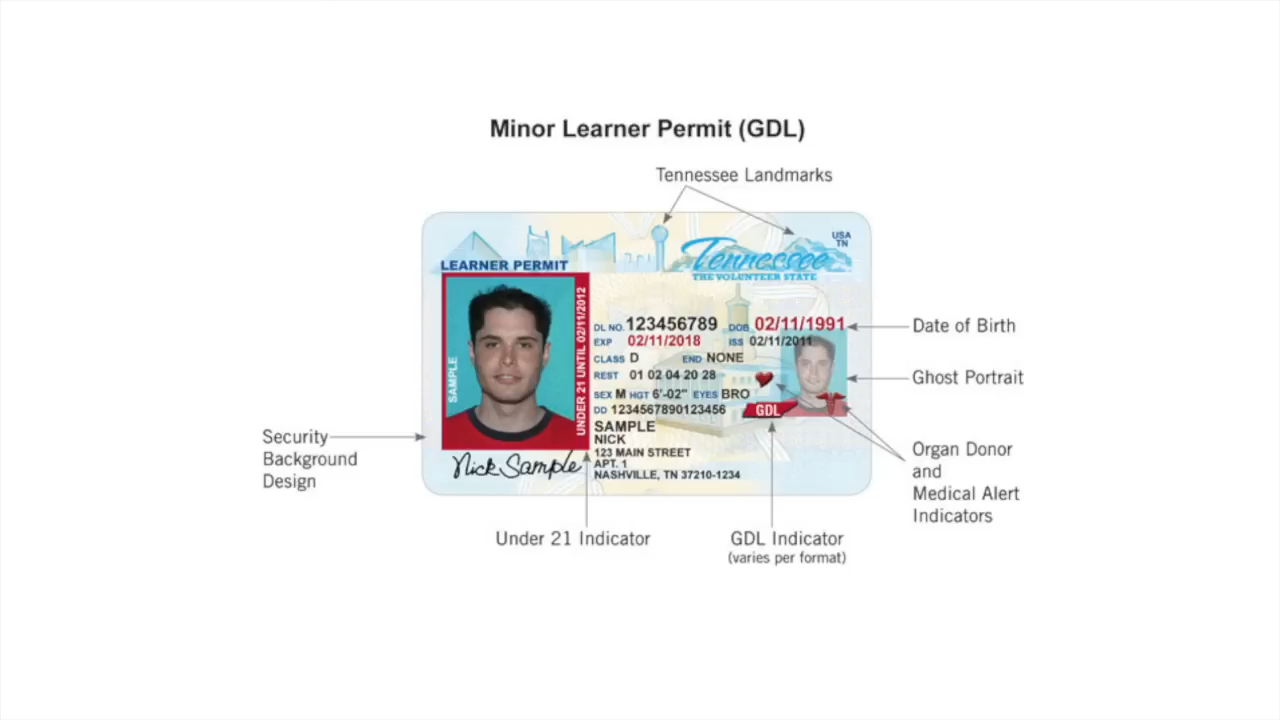 Minor Learner Permit (GDL)
Tennessee Landmarks
USA
TN
Tennessee
THE VOLUNTEER STATE
LEARNER PERMIT
SAMPLE
UNDER 21 UNTIL 02/11/2012
DL NO. 123456789 DOB 02/11/1991
EXP 02/11/2018 ISS 02/11/2011
CLASS D END NONE
REST 01 02 04 20 28
SEX M HGT 6'-02" EYES BRO
DD 1234567890123456
GDL
SAMPLE
NICK
123 MAIN STREET
APT. 1
NASHVILLE, TN 37210-1234
Nick Sample
Date of Birth
Ghost Portrait
Organ Donor
and
Medical Alert
Indicators
Security
Background
Design
Under 21 Indicator
GDL Indicator
(varies per format)